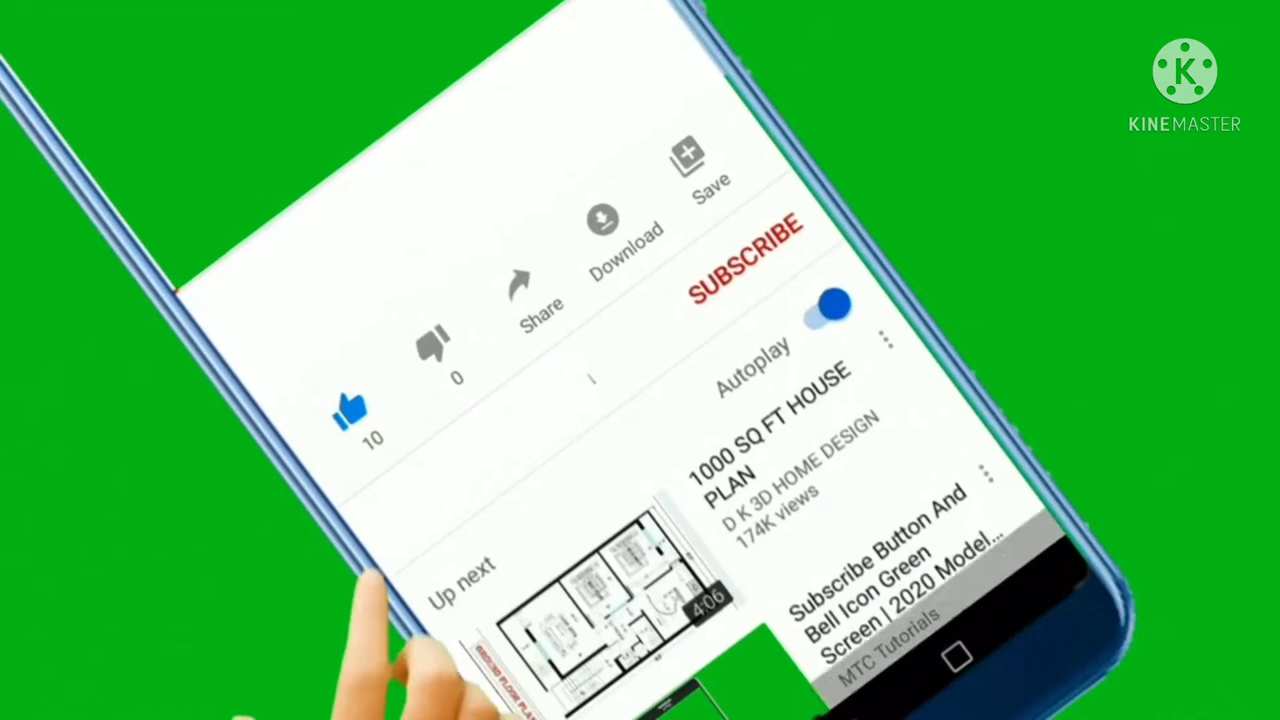 KINEMASTER
Save
Download
Share
0
10
SUBSCRIBE
Autoplay
Up next
1000 SQ FT HOUSE
PLAN
D K 3D HOME DESIGN
174K views
4:06
Subscribe Button And
Bell Icon Green
Screen | 2020 Model...
MTC Tutorials